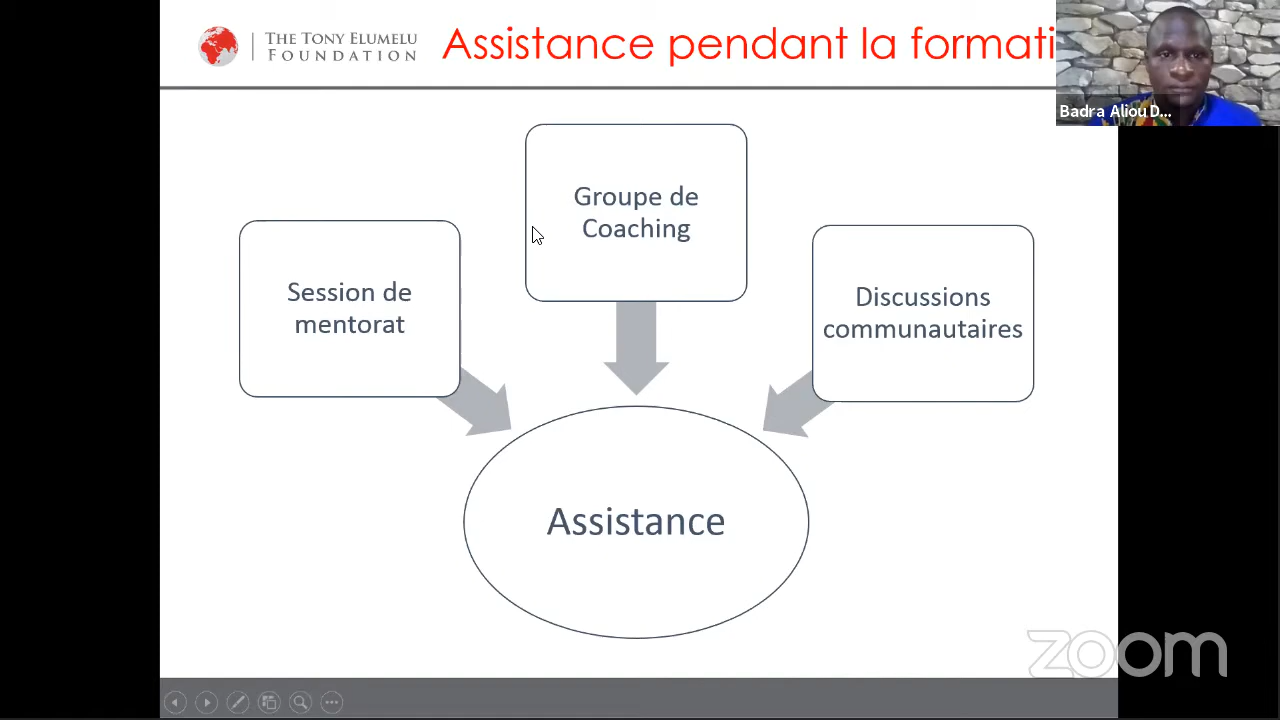 THE TONY ELUMELU
FOUNDATION
Assistance pendant la formati
Badra Aliou D...
Groupe de
Coaching
Session de
mentorat
Discussions
communautaires
Assistance
zoom